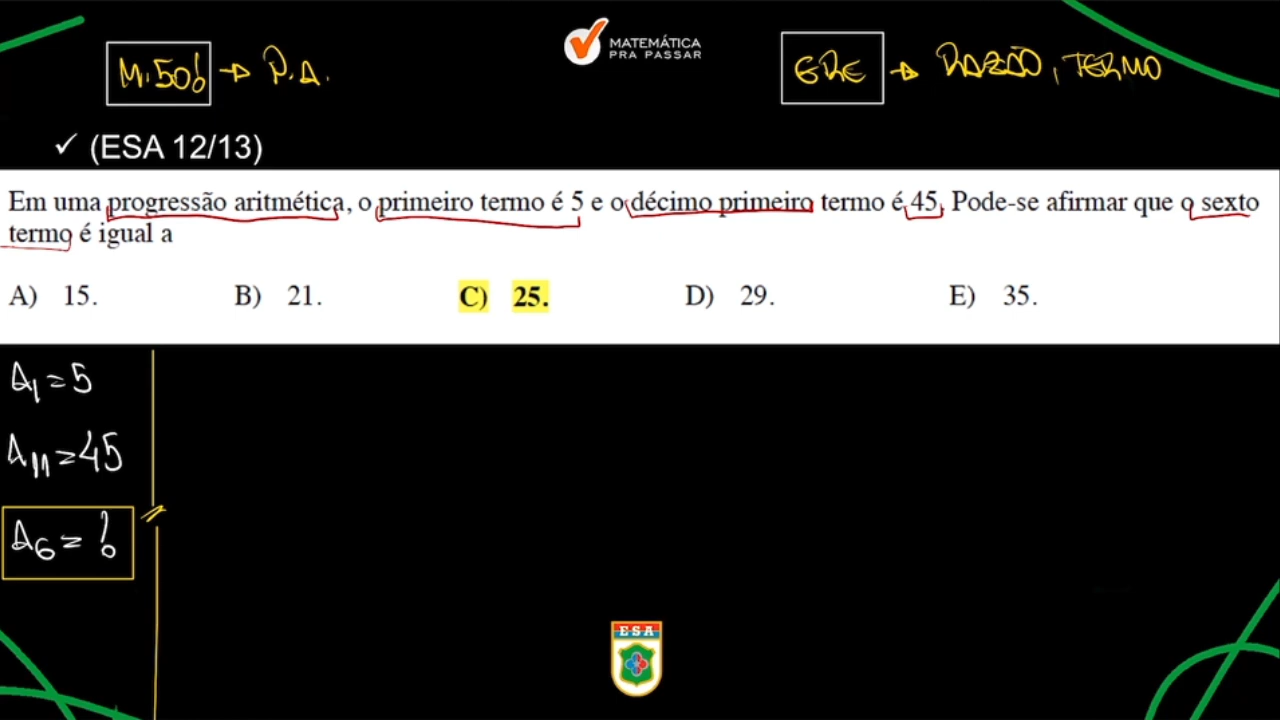 M.50% → P.A.
MATEMÁTICA
PRA PASSAR
GRE → RAZÃO, TERMO
✓ (ESA 12/13)
Em uma progressão aritmética, o primeiro termo é 5 e o décimo primeiro termo é 45. Pode-se afirmar que o sexto
termo é igual a
A) 15. B) 21. C) 25. D) 29. E) 35.
A₁ = 5
A₁₁ = 45
A₆ = ?
ESA